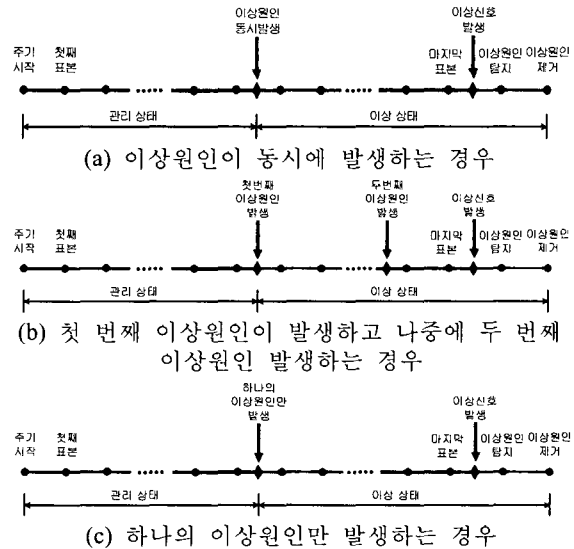 이상원인
동시발생
이상신호
발생
주기
시작
첫째
표본
마지막
표본
이상원인
탐지
이상원인
제거
관리 상태
이상 상태
(a) 이상원인이 동시에 발생하는 경우
첫번째
이상원인
발생
두번째
이상원인
발생
이상신호
발생
주기
시작
첫째
표본
마지막
표본
이상원인
탐지
이상원인
제거
관리 상태
이상 상태
(b) 첫 번째 이상원인이 발생하고 나중에 두 번째
이상원인 발생하는 경우
하나의
이상원인만
발생
이상신호
발생
주기
시작
첫째
표본
마지막
표본
이상원인
탐지
이상원인
제거
관리 상태
이상 상태
(c) 하나의 이상원인만 발생하는 경우